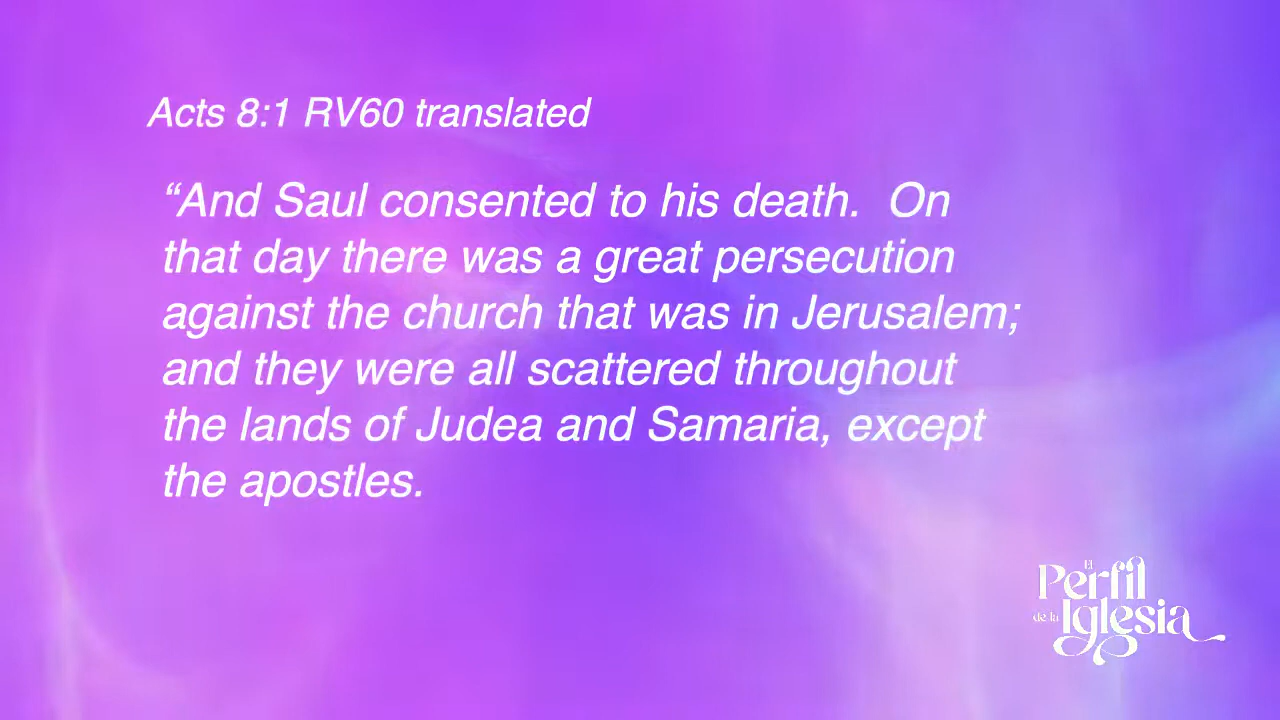 Acts 8:1 RV60 translated
“And Saul consented to his death.  On
that day there was a great persecution
against the church that was in Jerusalem;
and they were all scattered throughout
the lands of Judea and Samaria, except
the apostles.
El
Perfil
de la Iglesia